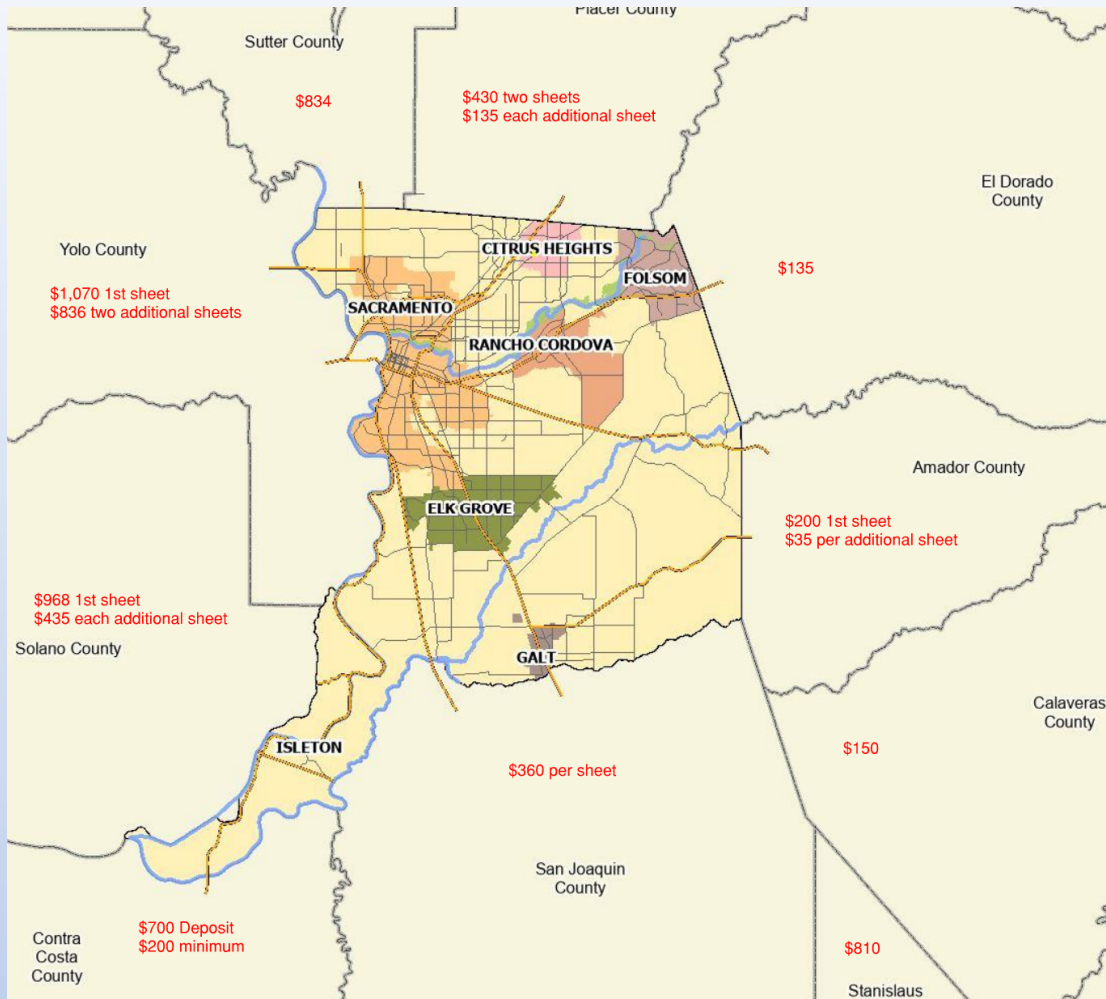 Placer County
Sutter County
$834
$430 two sheets
$135 each additional sheet
El Dorado
County
Yolo County
CITRUS HEIGHTS
$135
FOLSOM
$1,070 1st sheet
$836 two additional sheets
SACRAMENTO
RANCHO CORDOVA
Amador County
ELK GROVE
$200 1st sheet
$35 per additional sheet
$968 1st sheet
$435 each additional sheet
Solano County
GALT
Calaveras
County
ISLETON
$150
$360 per sheet
San Joaquin
County
$700 Deposit
$200 minimum
Contra
Costa
County
$810
Stanislaus